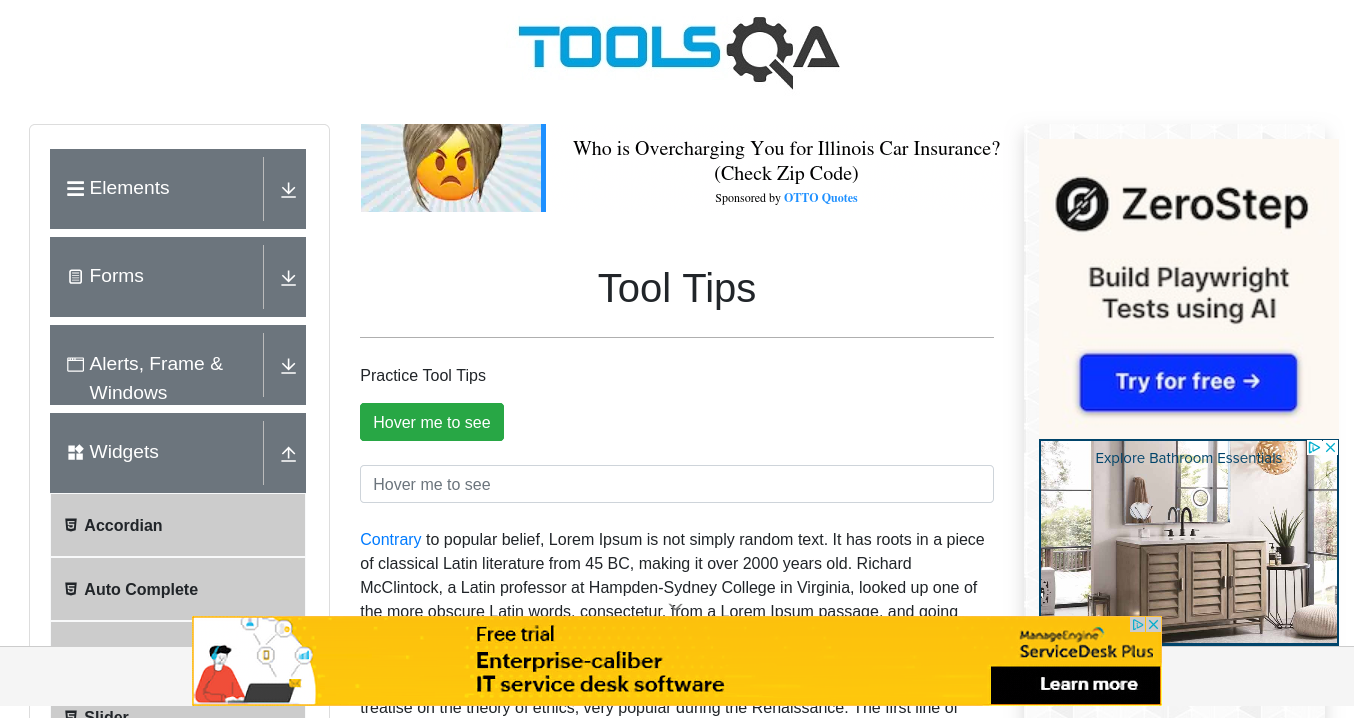 TOOLSQA
Elements
Forms
Alerts, Frame &
Windows
Widgets
Accordian
Auto Complete
Slider
Who is Overcharging You for Illinois Car Insurance?
(Check Zip Code)
Sponsored by OTTO Quotes
Tool Tips
Practice Tool Tips
Hover me to see
Hover me to see
Contrary to popular belief, Lorem Ipsum is not simply random text. It has roots in a piece
of classical Latin literature from 45 BC, making it over 2000 years old. Richard
McClintock, a Latin professor at Hampden-Sydney College in Virginia, looked up one of
the more obscure Latin words, consectetur, from a Lorem Ipsum passage, and going
treatise on the theory of ethics, very popular during the Renaissance. The first line of
ZeroStep
Build Playwright
Tests using AI
Try for free →
Explore Bathroom Essentials
Free trial
Enterprise-caliber
IT service desk software
ManageEngine
ServiceDesk Plus
Learn more